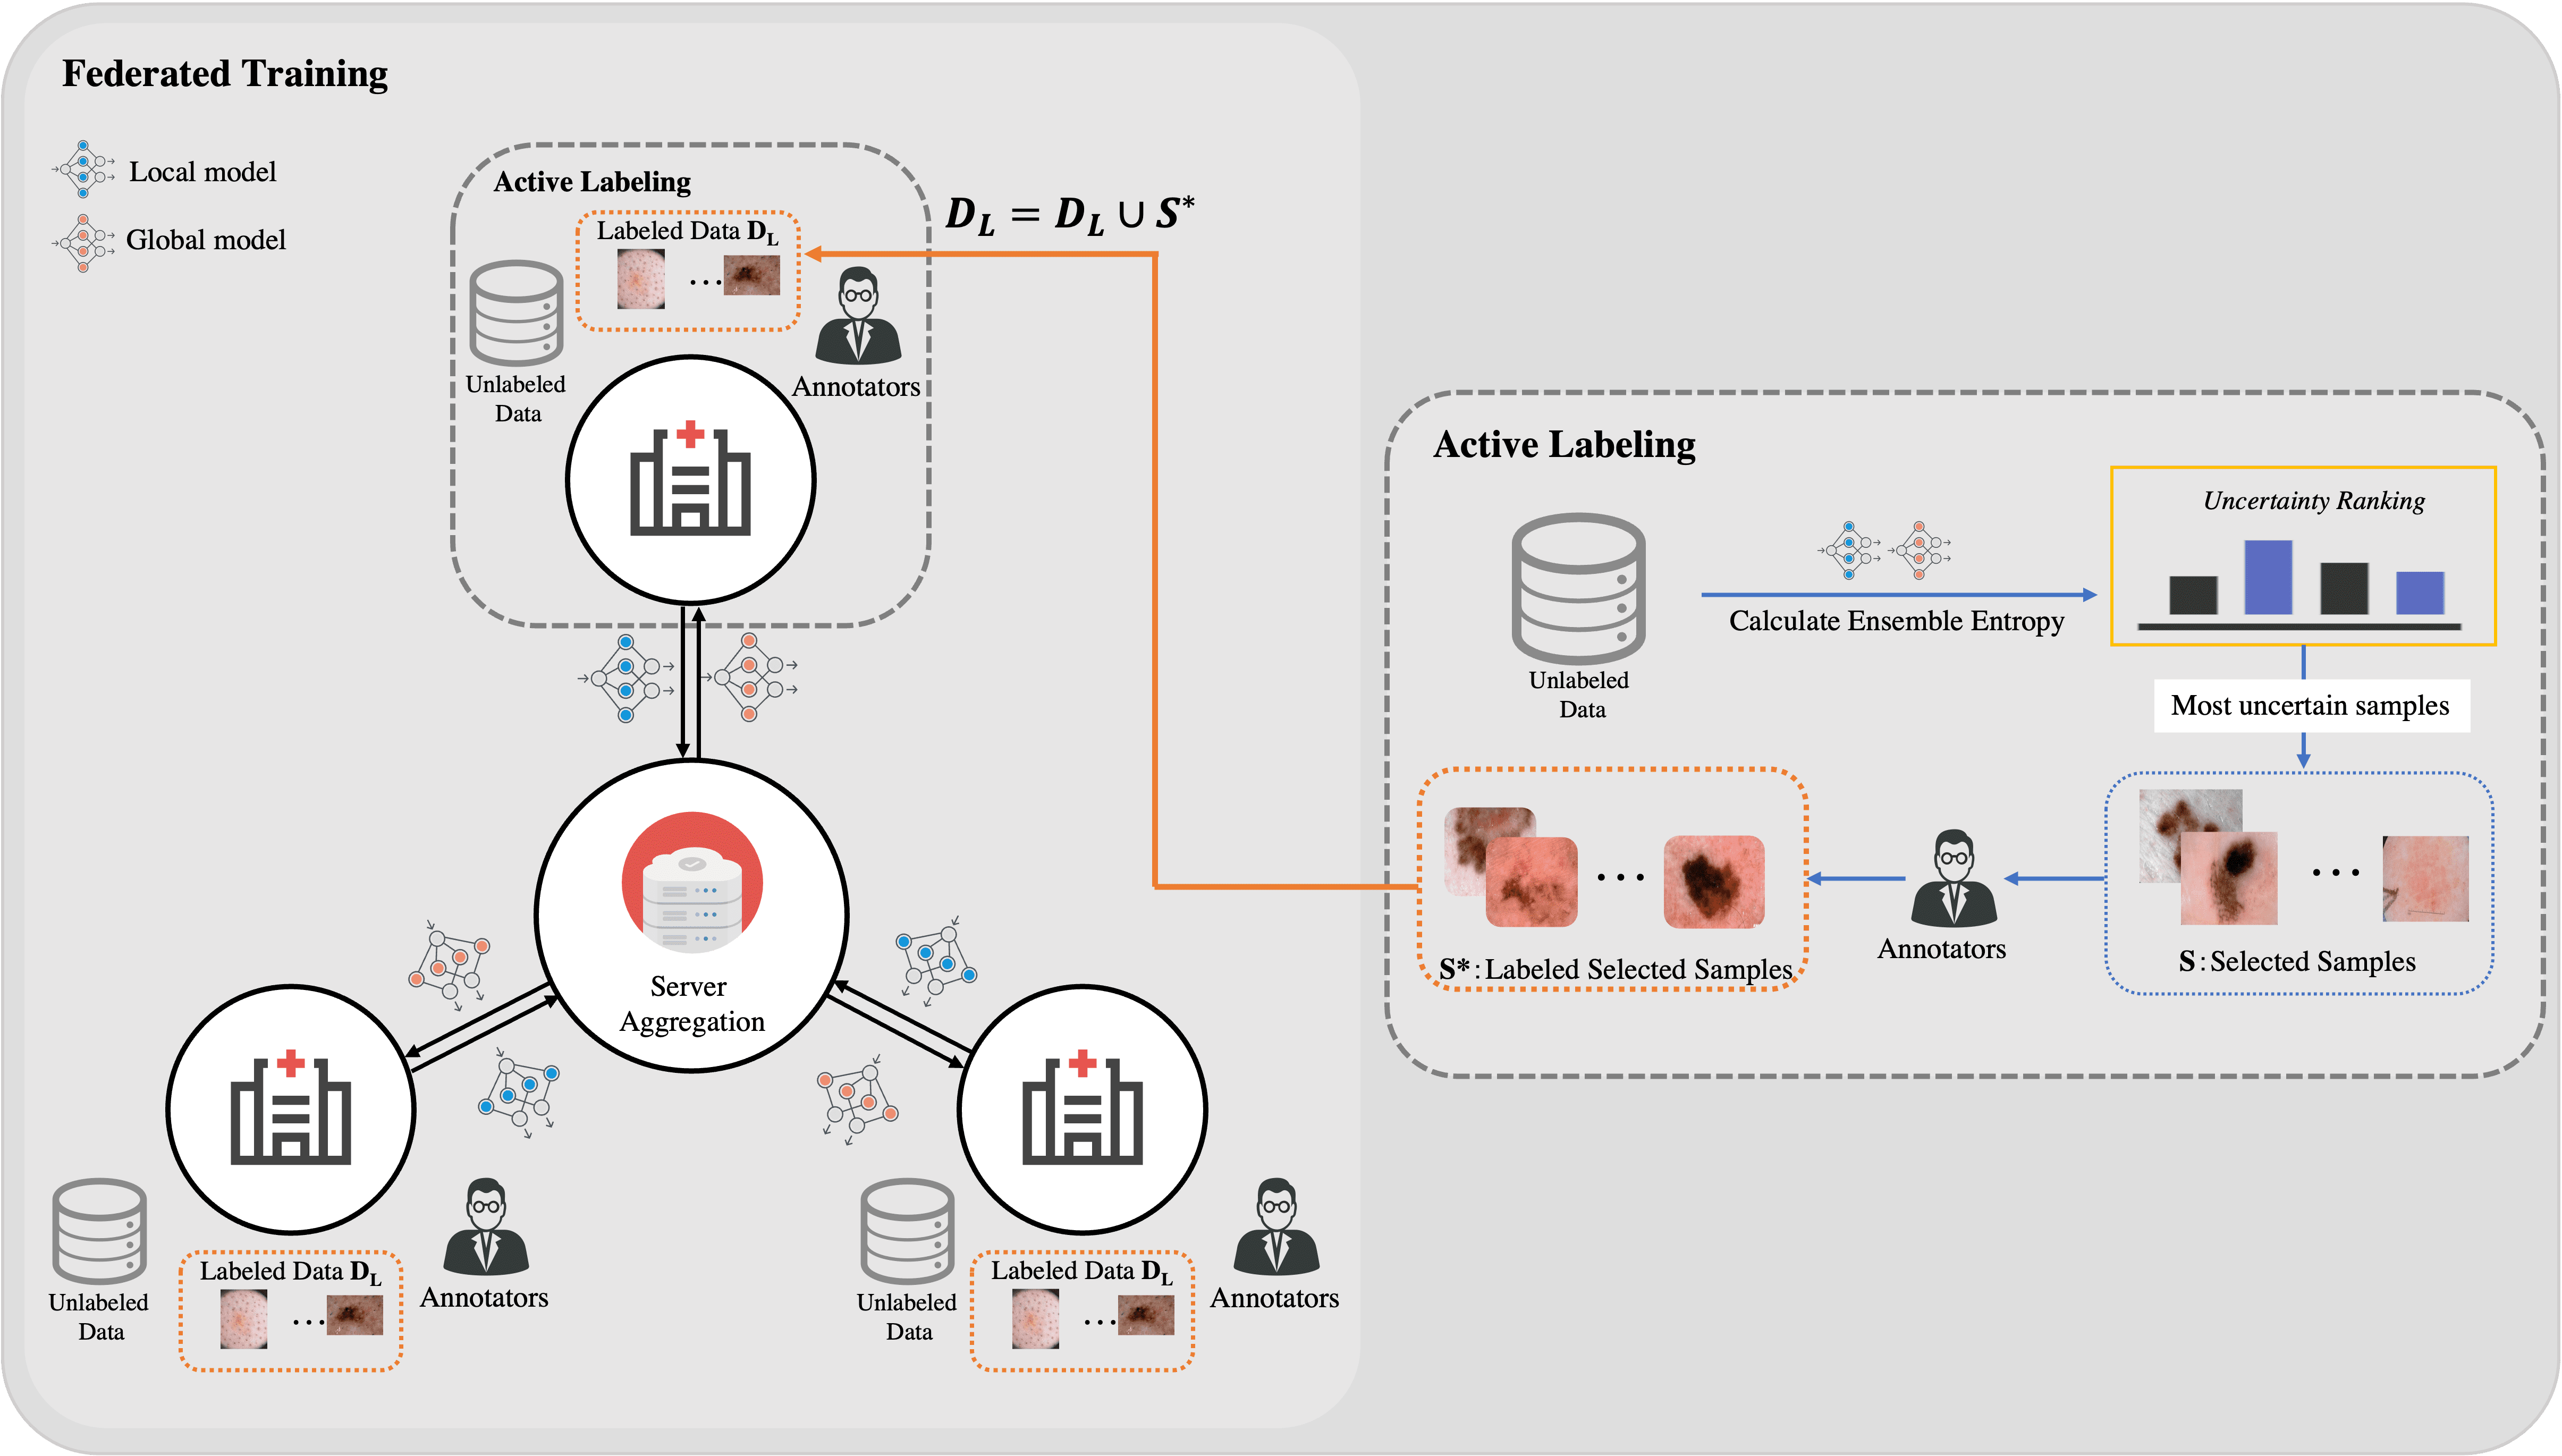 Federated Training
Local model
Global model
Active Labeling
Labeled Data D_L
Unlabeled
Data
Annotators
D_L = D_L ∪ S*
Server
Aggregation
Unlabeled
Data
Labeled Data D_L
Annotators
Unlabeled
Data
Labeled Data D_L
Annotators
Active Labeling
Unlabeled
Data
Calculate Ensemble Entropy
Uncertainty Ranking
Most uncertain samples
S: Selected Samples
Annotators
S*: Labeled Selected Samples